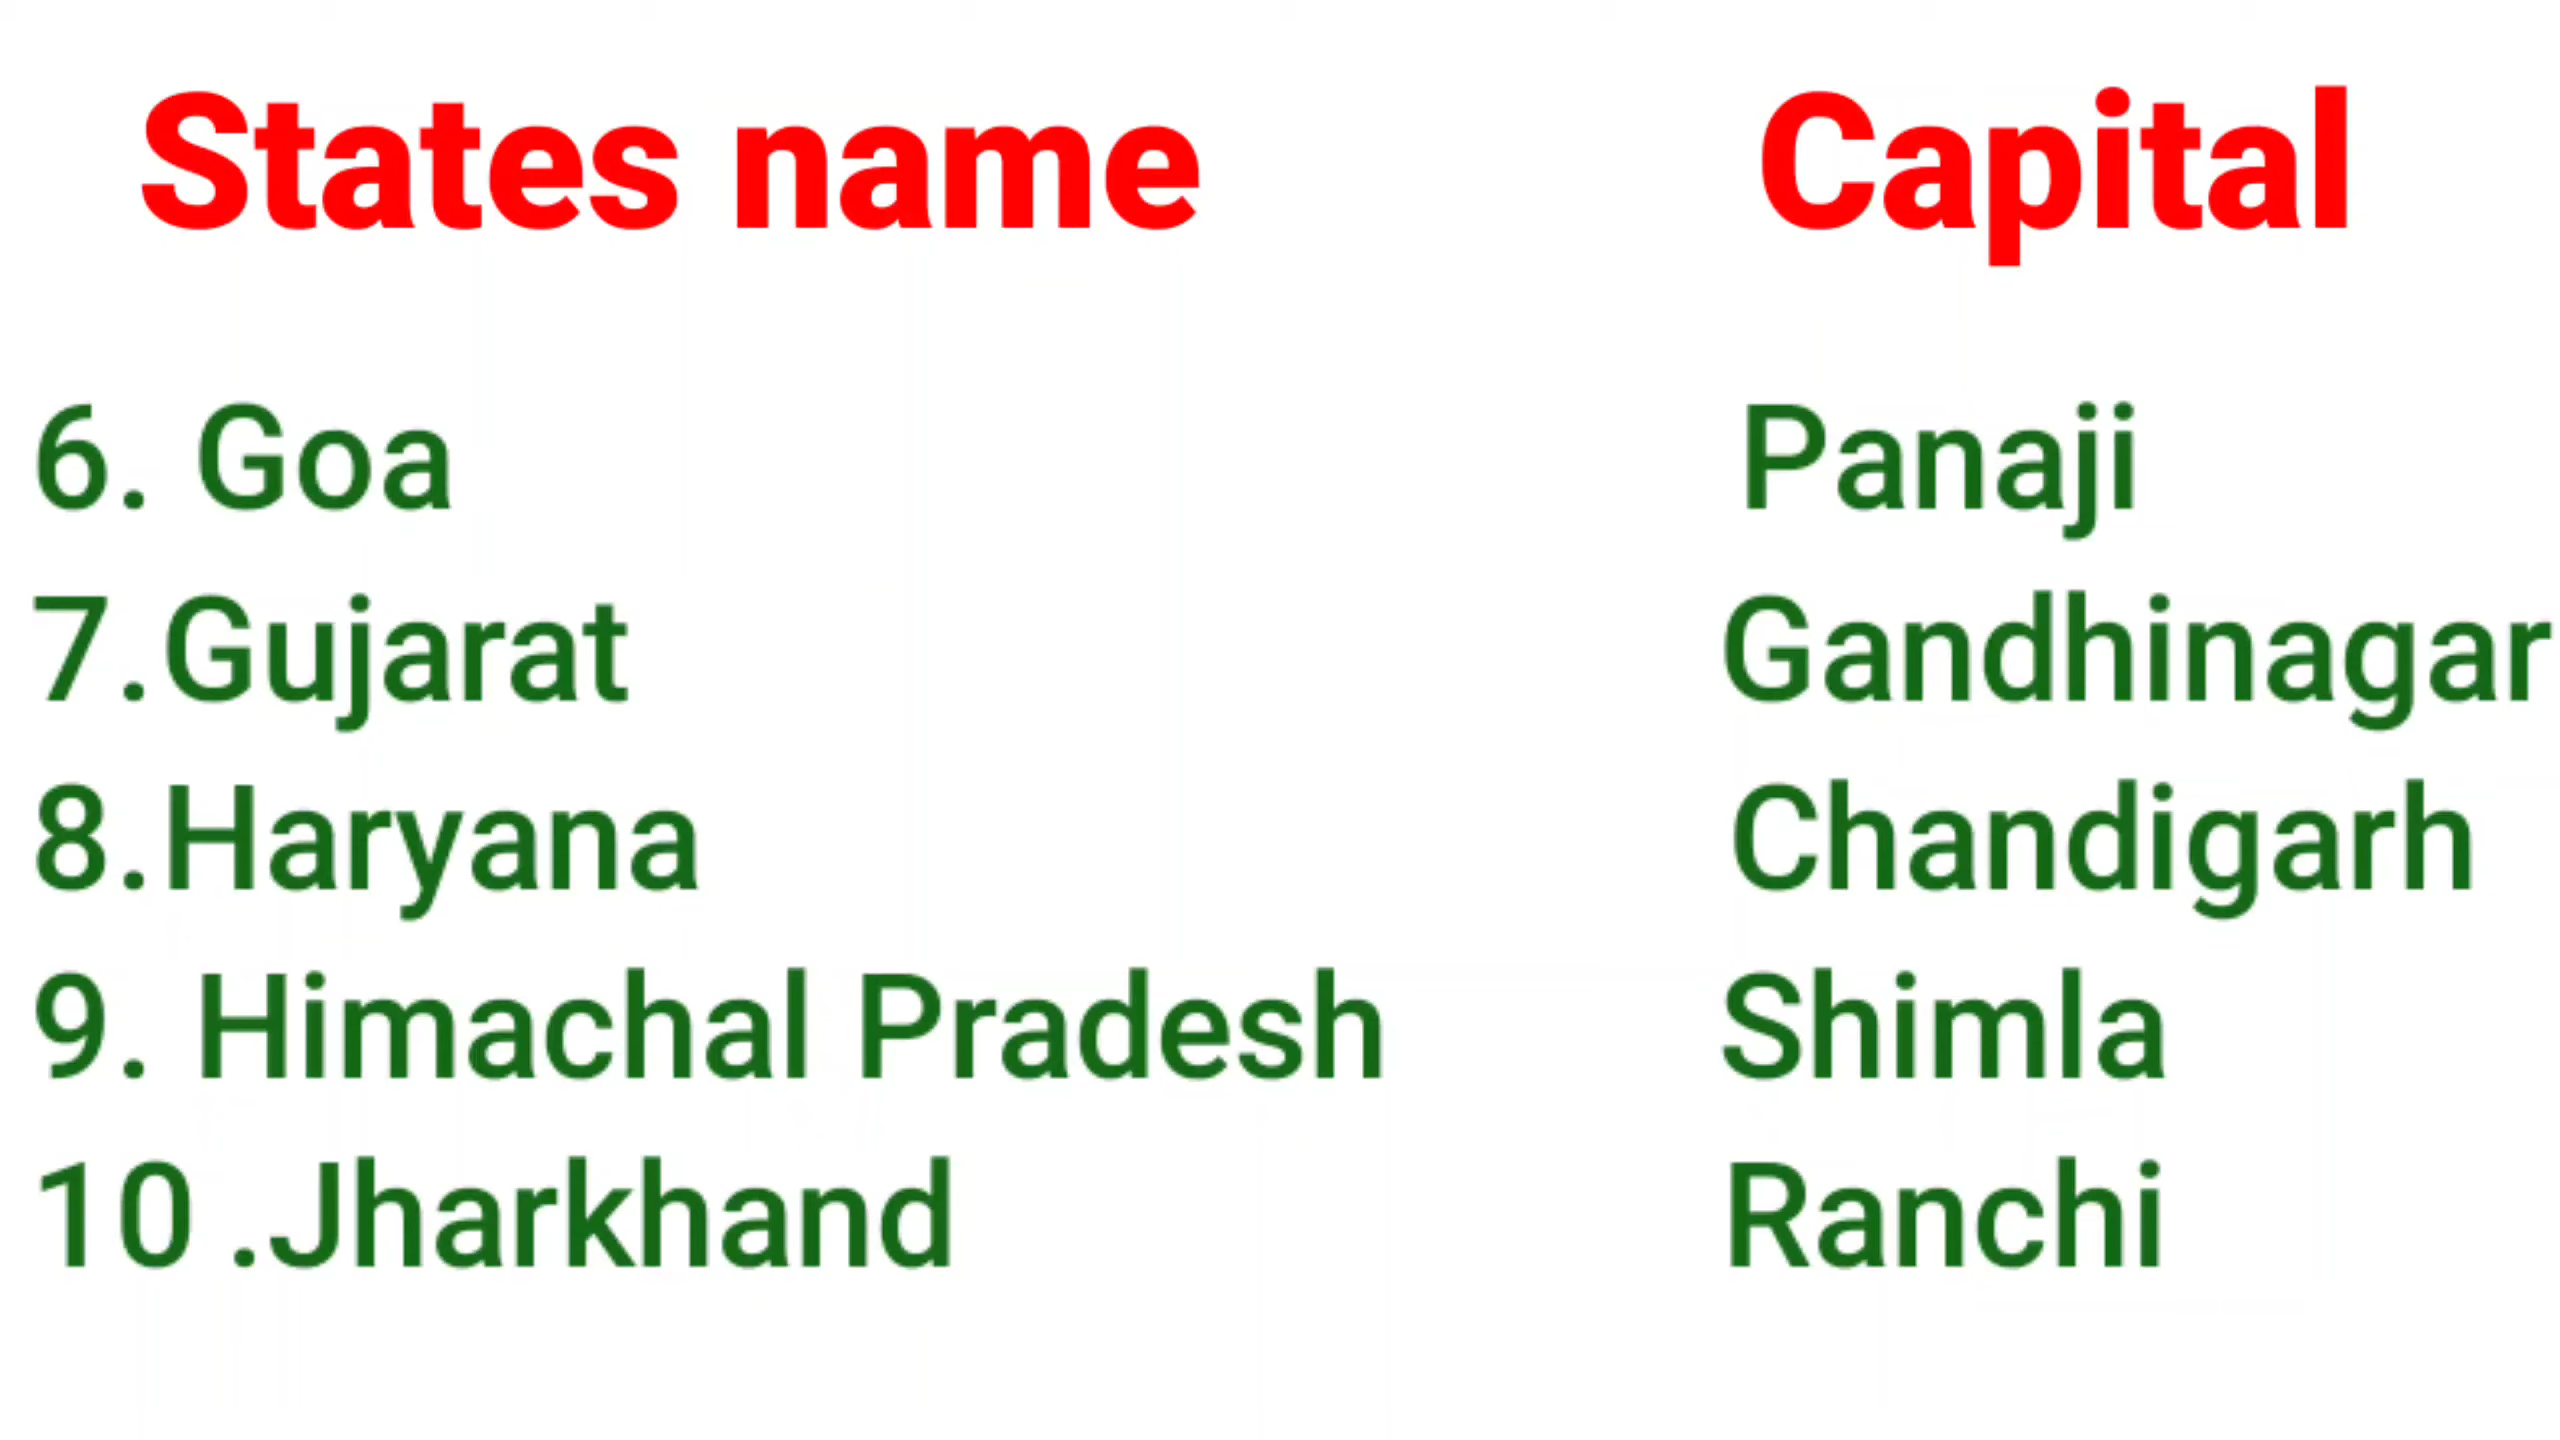 States name Capital
6. Goa Panaji
7.Gujarat Gandhinagar
8.Haryana Chandigarh
9. Himachal Pradesh Shimla
10 .Jharkhand Ranchi